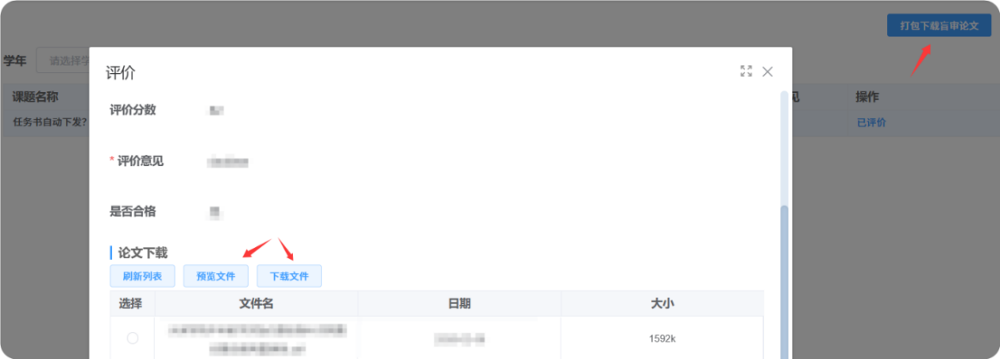 打包下载盲审论文
学年 请选择学
课题名称 见 操作
任务书自动下发? 已评价
评价
评价分数
* 评价意见
是否合格
论文下载
刷新列表 预览文件 下载文件
选择 文件名 日期 大小
1592k